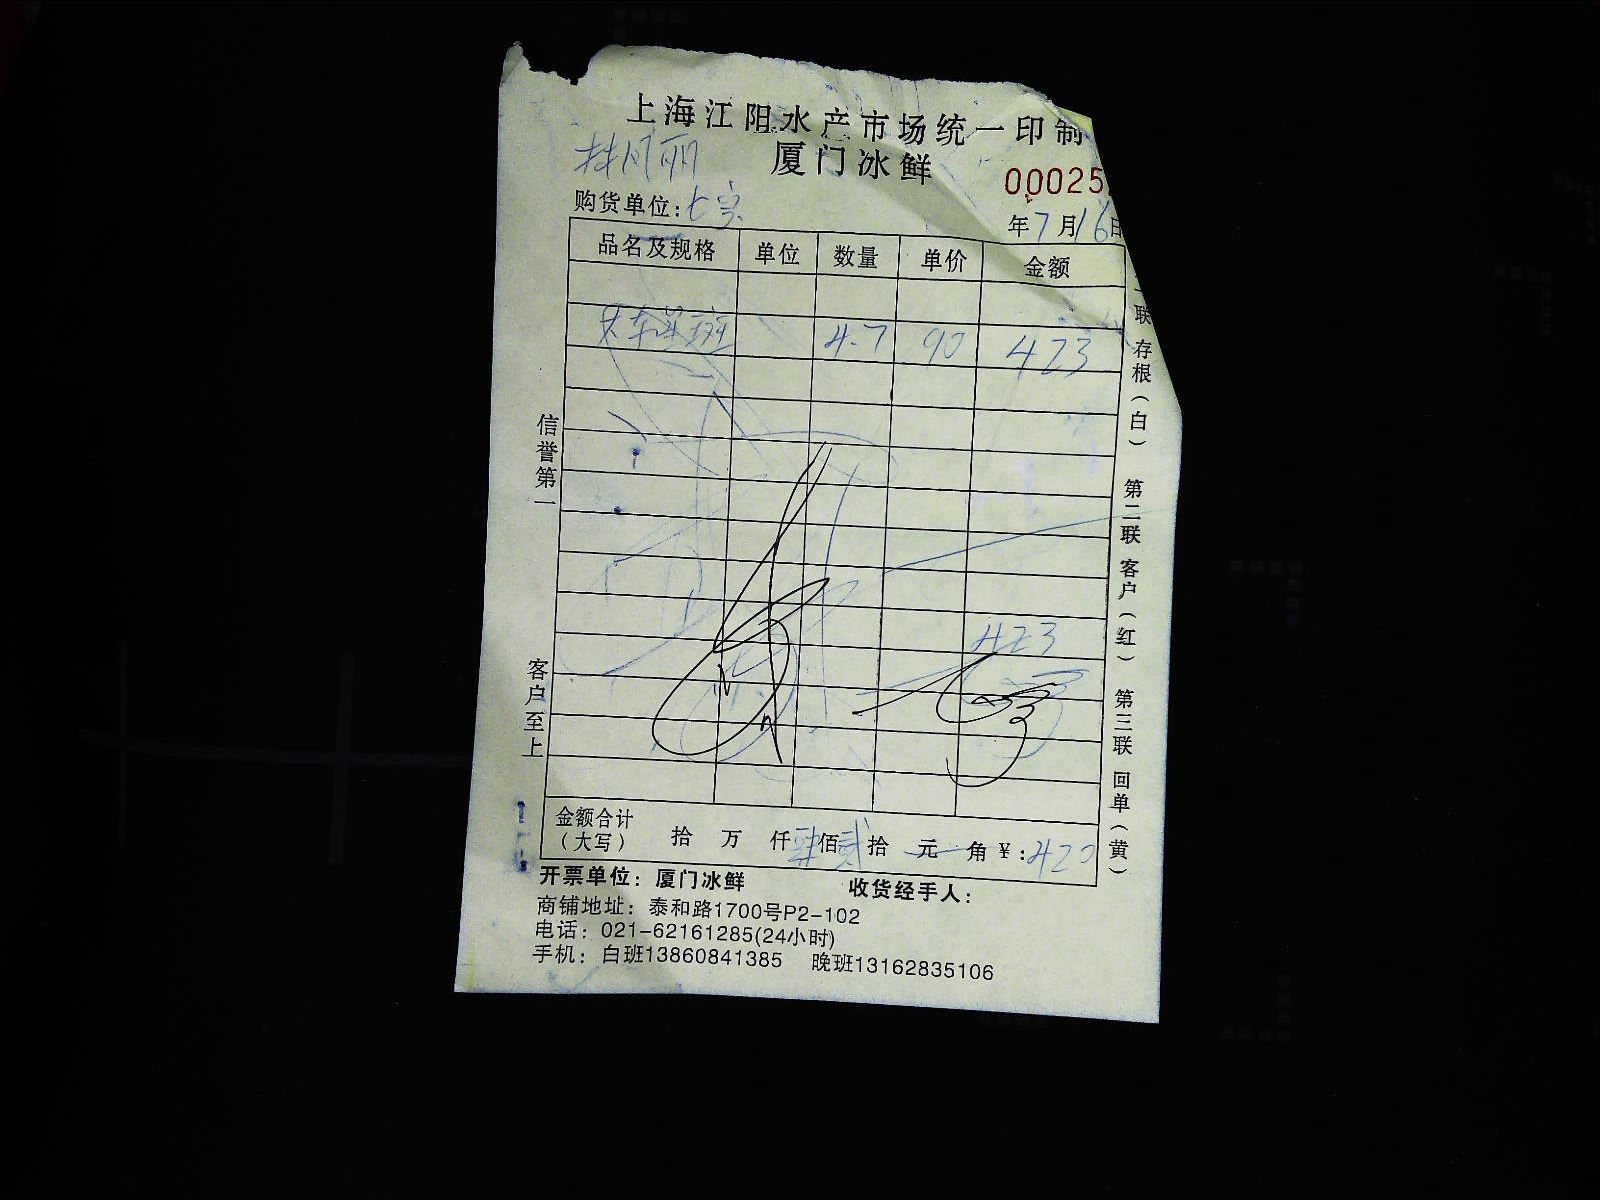 上海江阳水产市场统一印制
林凤丽 厦门冰鲜
00025
购货单位: 年7月16日
品名及规格 单位 数量 单价 金额
4.7 90 423
423
金额合计
(大写) 拾 万 仟肆佰贰拾 元 角 ¥:420
开票单位: 厦门冰鲜 收货经手人:
商铺地址: 泰和路1700号P2-102
电话: 021-62161285(24小时)
手机: 白班13860841385 晚班13162835106
信誉第一
客户至上
一联 存根(白) 第二联 客户(红) 第三联 回单(黄)